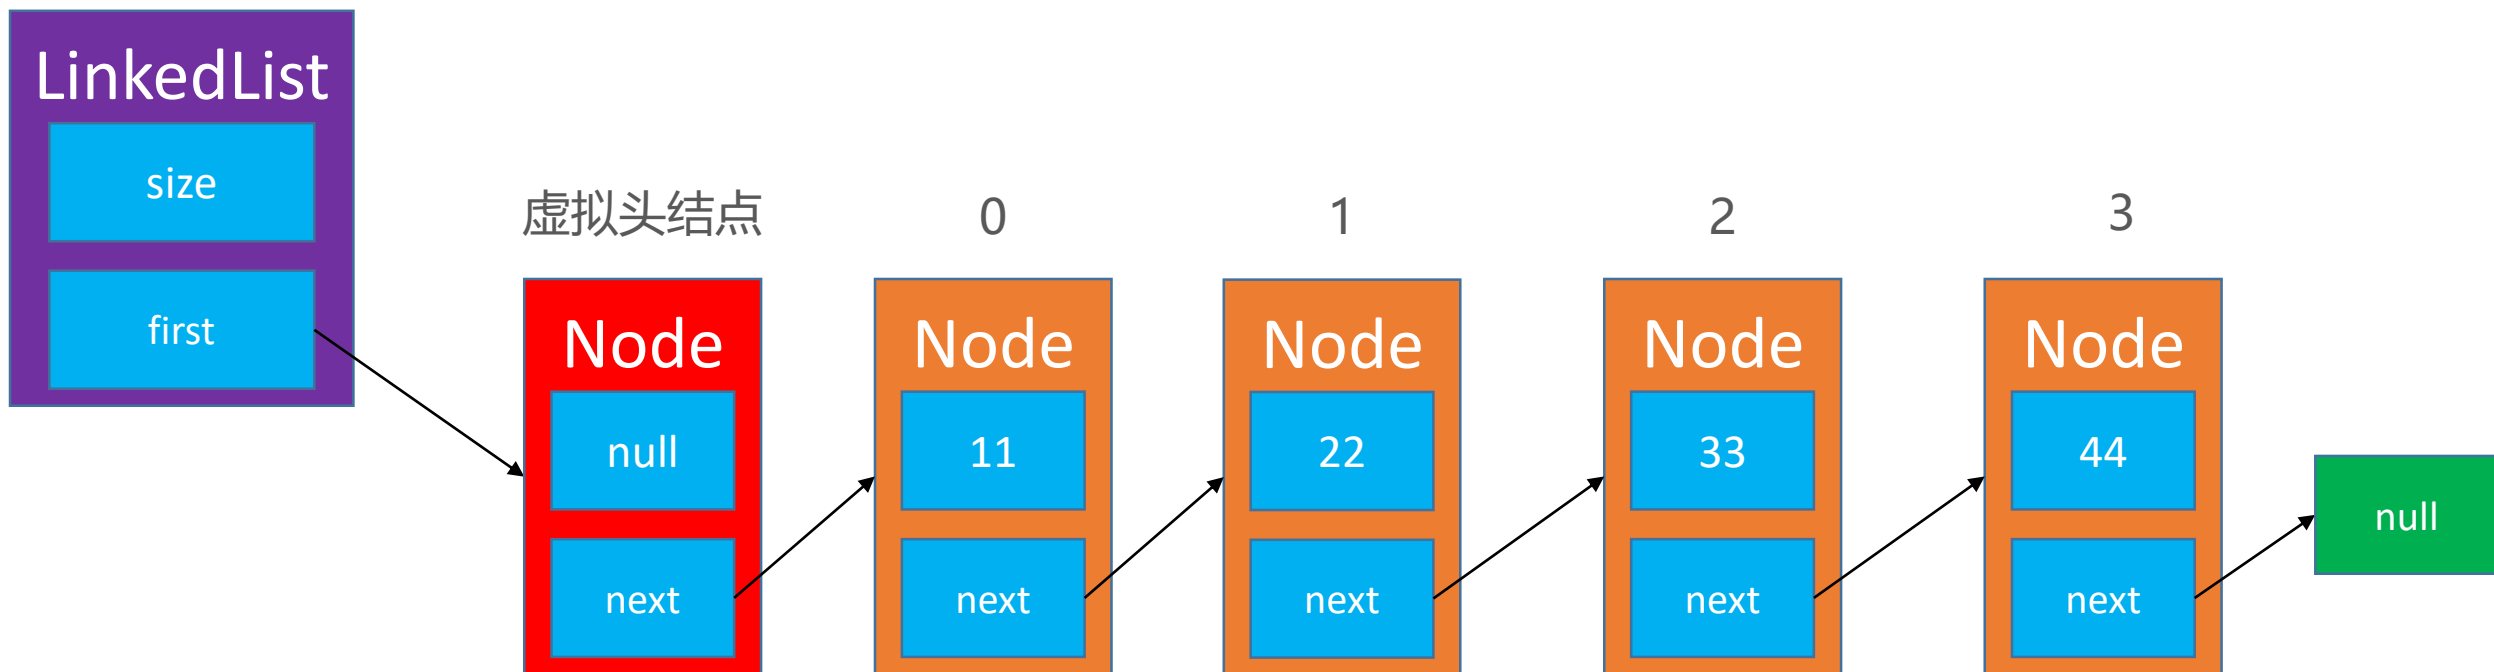 LinkedList
size
first
虚拟头结点
Node
null
next
0
Node
11
next
1
Node
22
next
2
Node
33
next
3
Node
44
next
null